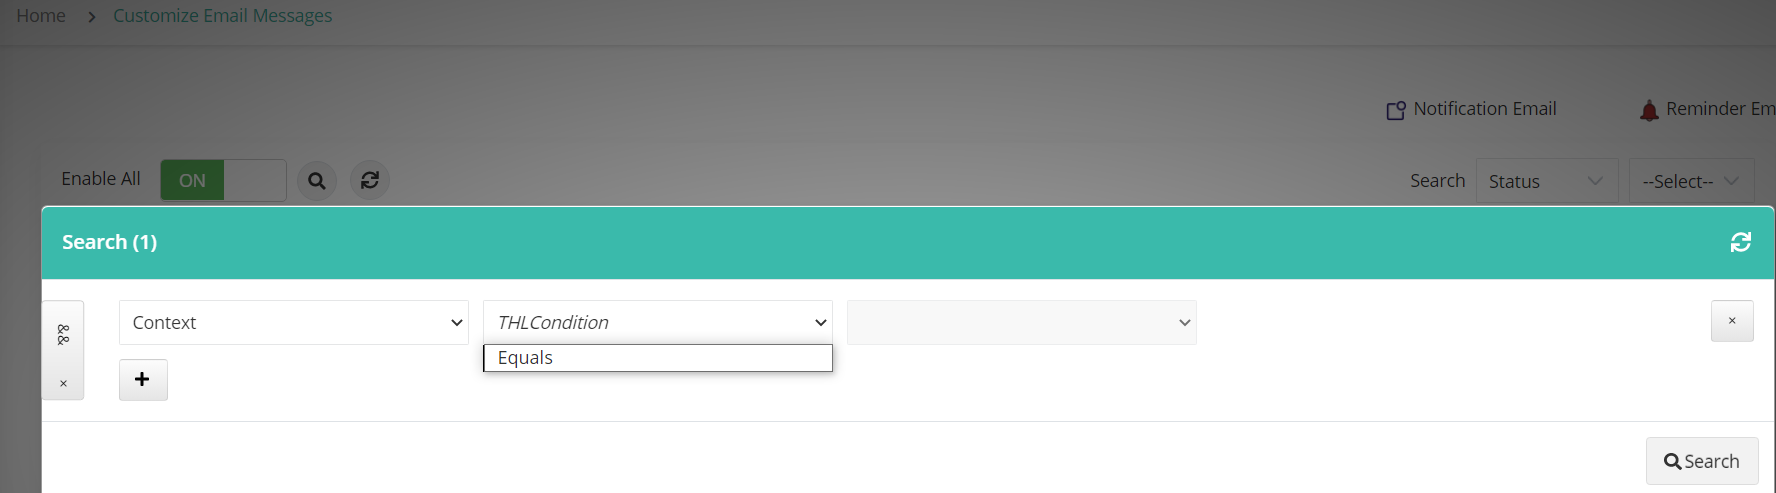 Home > Customize Email Messages
Notification Email
Reminder Em
Enable All ON
Search Status --Select--
Search (1)
&&
×
Context THLCondition
×
Equals
+
Search